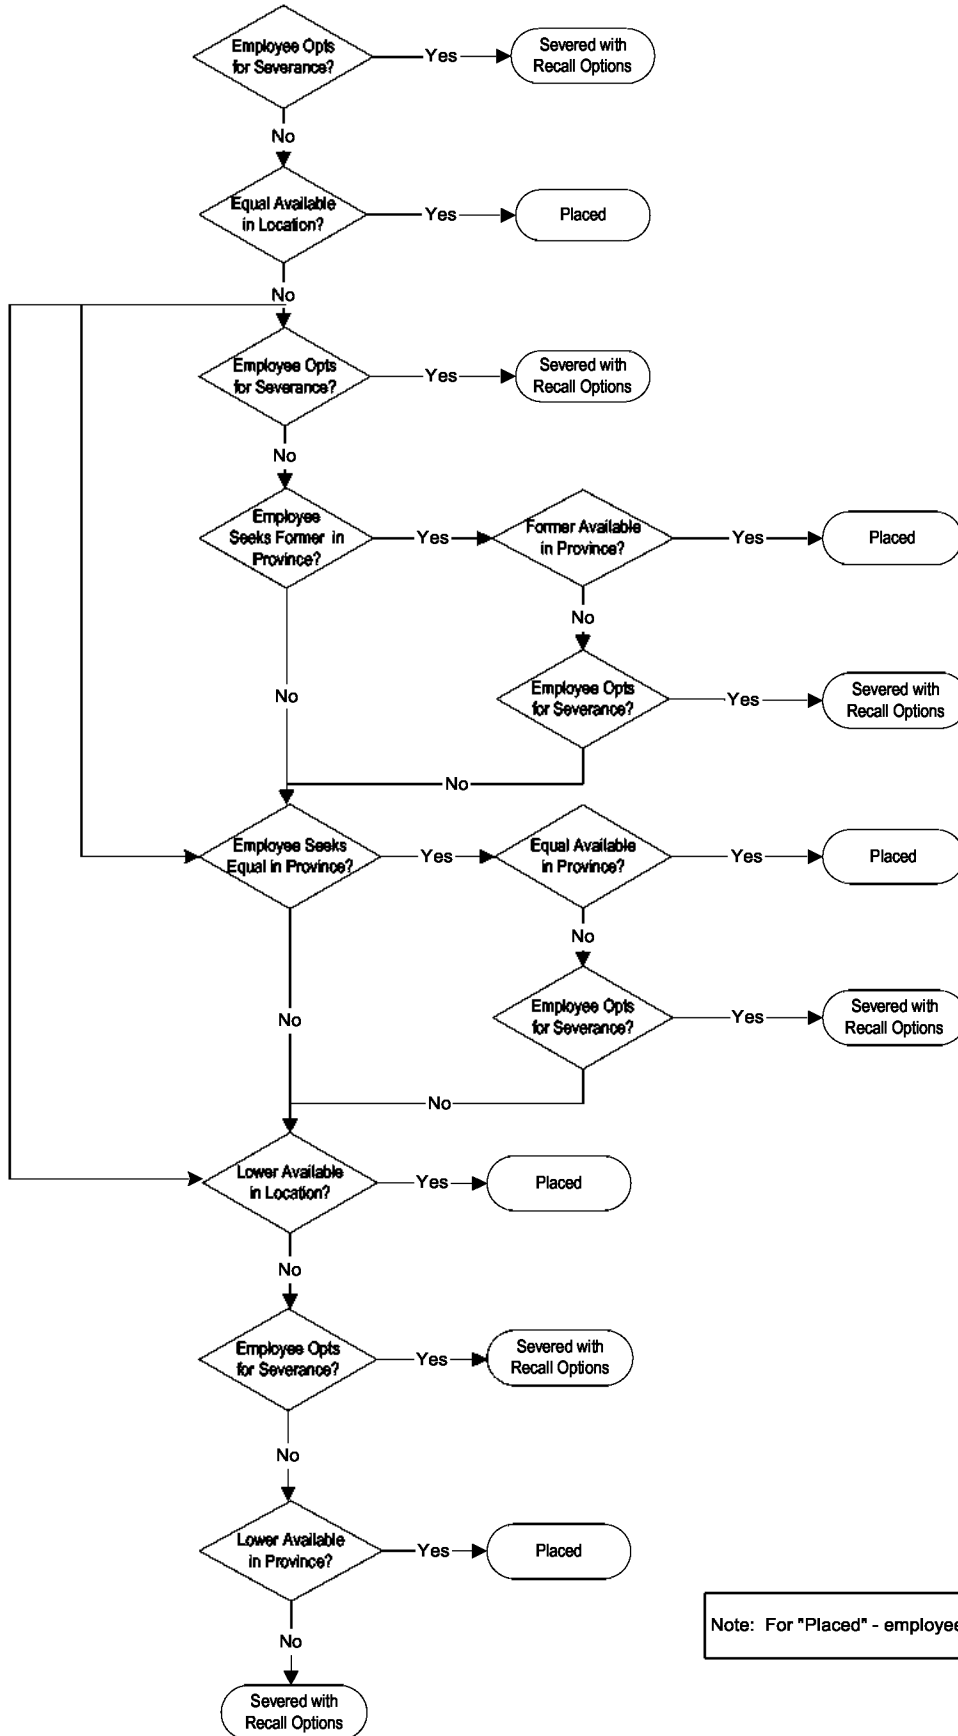 Employee Opts
for Severance?
Yes
Severed with
Recall Options
No
Equal Available
in Location?
Yes
Placed
No
Employee Opts
for Severance?
Yes
Severed with
Recall Options
No
Employee
Seeks Former in
Province?
Yes
Former Available
in Province?
Yes
Placed
No
No
Employee Opts
for Severance?
Yes
Severed with
Recall Options
No
Employee Seeks
Equal in Province?
Yes
Equal Available
in Province?
Yes
Placed
No
No
Employee Opts
for Severance?
Yes
Severed with
Recall Options
No
Lower Available
in Location?
Yes
Placed
No
Employee Opts
for Severance?
Yes
Severed with
Recall Options
No
Lower Available
in Province?
Yes
Placed
No
Severed with
Recall Options
Note: For "Placed" - employee